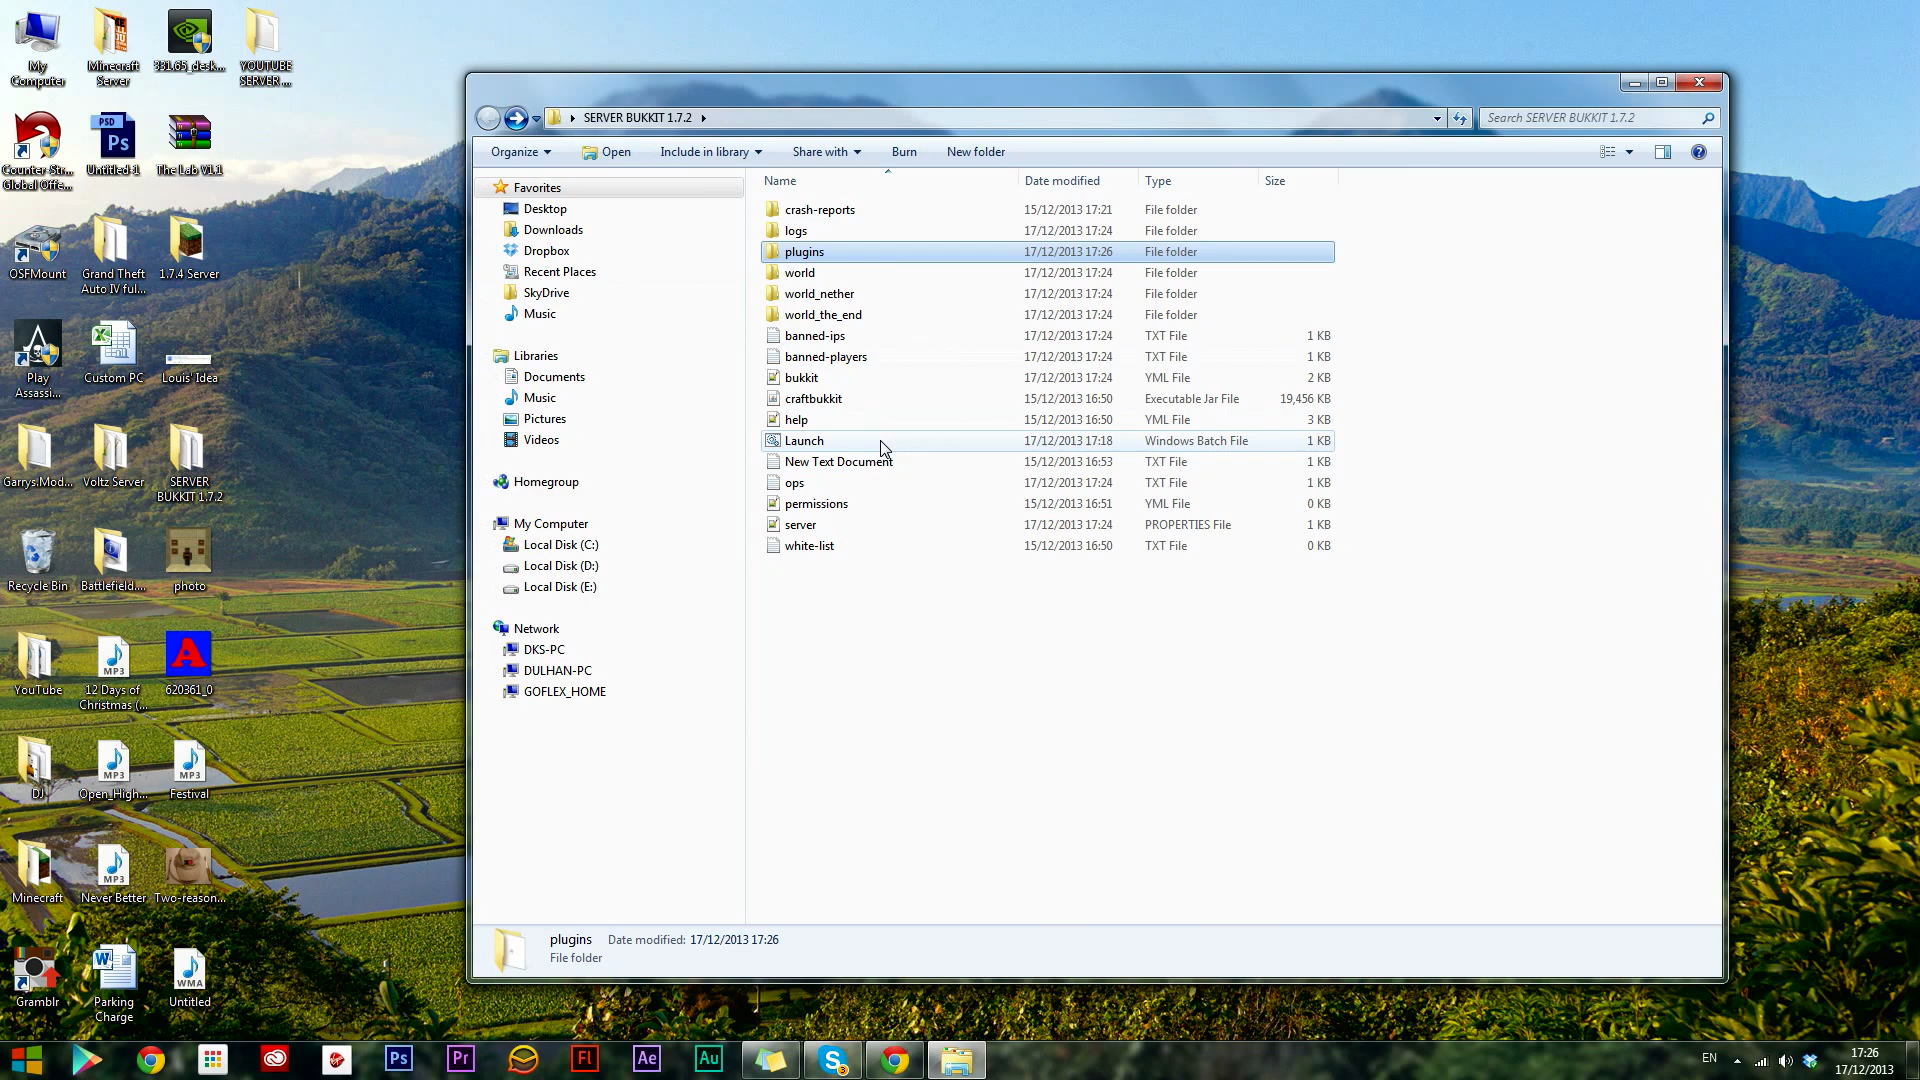 My Computer
Minecraft Server
331.65_desk...
YOUTUBE SERVER ...
Counter-Str... Global Offe...
PSD
Ps
Untitled-1
The Lab V1.1
OSFMount
Grand Theft Auto IV ful...
1.7.4 Server
Play Assassi...
Custom PC
Louis' Idea
Garrys.Mod...
Voltz Server
SERVER BUKKIT 1.7.2
Recycle Bin
Battlefield....
photo
YouTube
MP3
12 Days of Christmas (...
A
620361_0
DJ
MP3
Open_High...
MP3
Festival
Minecraft
MP3
Never Better
Two-reason...
Gramblr
Parking Charge
WMA
Untitled
SERVER BUKKIT 1.7.2
Search SERVER BUKKIT 1.7.2
Organize
Open
Include in library
Share with
Burn
New folder
Favorites
Desktop
Downloads
Dropbox
Recent Places
SkyDrive
Music
Libraries
Documents
Music
Pictures
Videos
Homegroup
My Computer
Local Disk (C:)
Local Disk (D:)
Local Disk (E:)
Network
DKS-PC
DULHAN-PC
GOFLEX_HOME
Name Date modified Type Size
crash-reports 15/12/2013 17:21 File folder
logs 17/12/2013 17:24 File folder
plugins 17/12/2013 17:26 File folder
world 17/12/2013 17:24 File folder
world_nether 17/12/2013 17:24 File folder
world_the_end 17/12/2013 17:24 File folder
banned-ips 17/12/2013 17:24 TXT File 1 KB
banned-players 17/12/2013 17:24 TXT File 1 KB
bukkit 17/12/2013 17:24 YML File 2 KB
craftbukkit 15/12/2013 16:50 Executable Jar File 19,456 KB
help 15/12/2013 16:50 YML File 3 KB
Launch 17/12/2013 17:18 Windows Batch File 1 KB
New Text Document 15/12/2013 16:53 TXT File 1 KB
ops 17/12/2013 17:24 TXT File 1 KB
permissions 15/12/2013 16:51 YML File 0 KB
server 17/12/2013 17:24 PROPERTIES File 1 KB
white-list 15/12/2013 16:50 TXT File 0 KB
plugins Date modified: 17/12/2013 17:26
File folder
Ps
Pr
Fl
Ae
Au
S
3
EN
17:26
17/12/2013